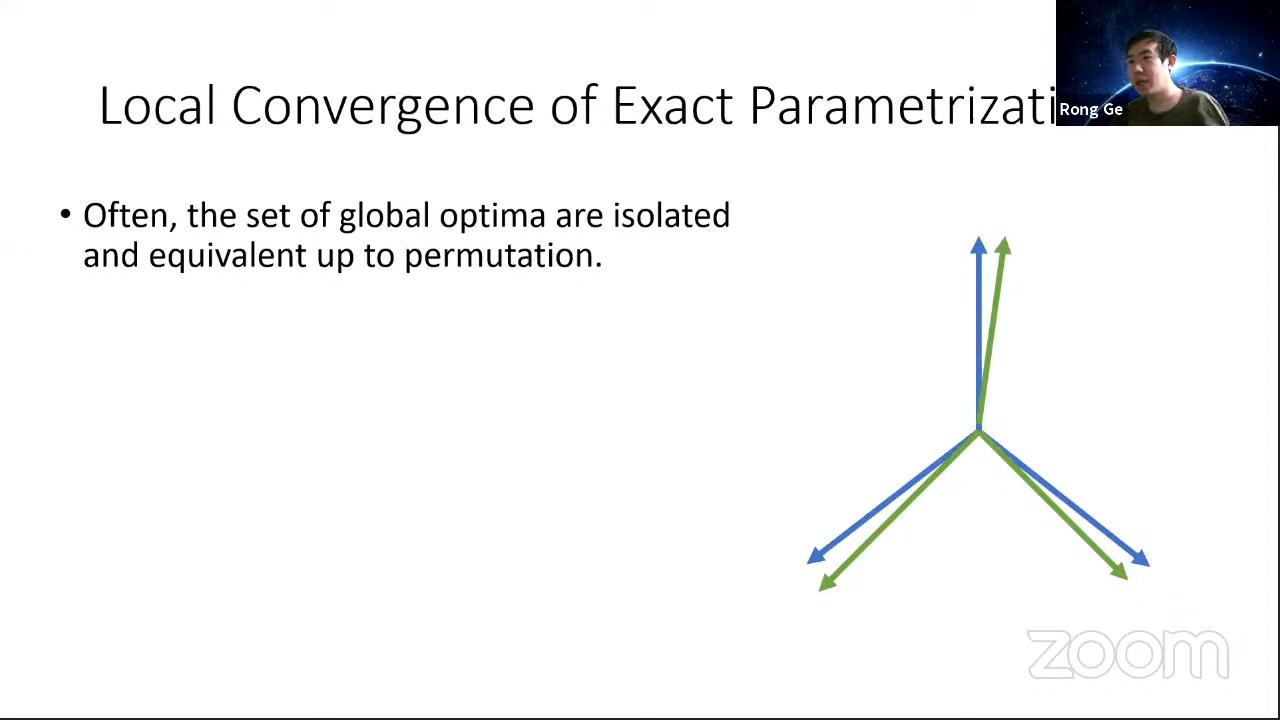 Local Convergence of Exact Parametrizati
Rong Ge
• Often, the set of global optima are isolated
and equivalent up to permutation.
zoom